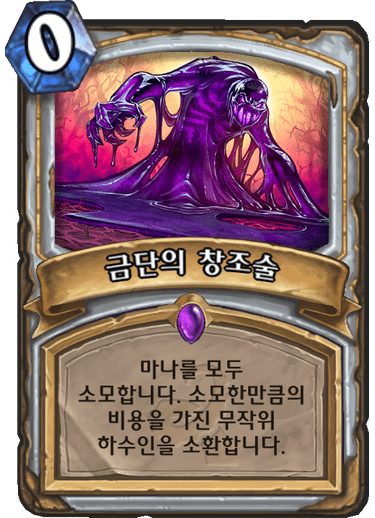 0
금단의 창조술
마나를 모두
소모합니다. 소모한만큼의
비용을 가진 무작위
하수인을 소환합니다.